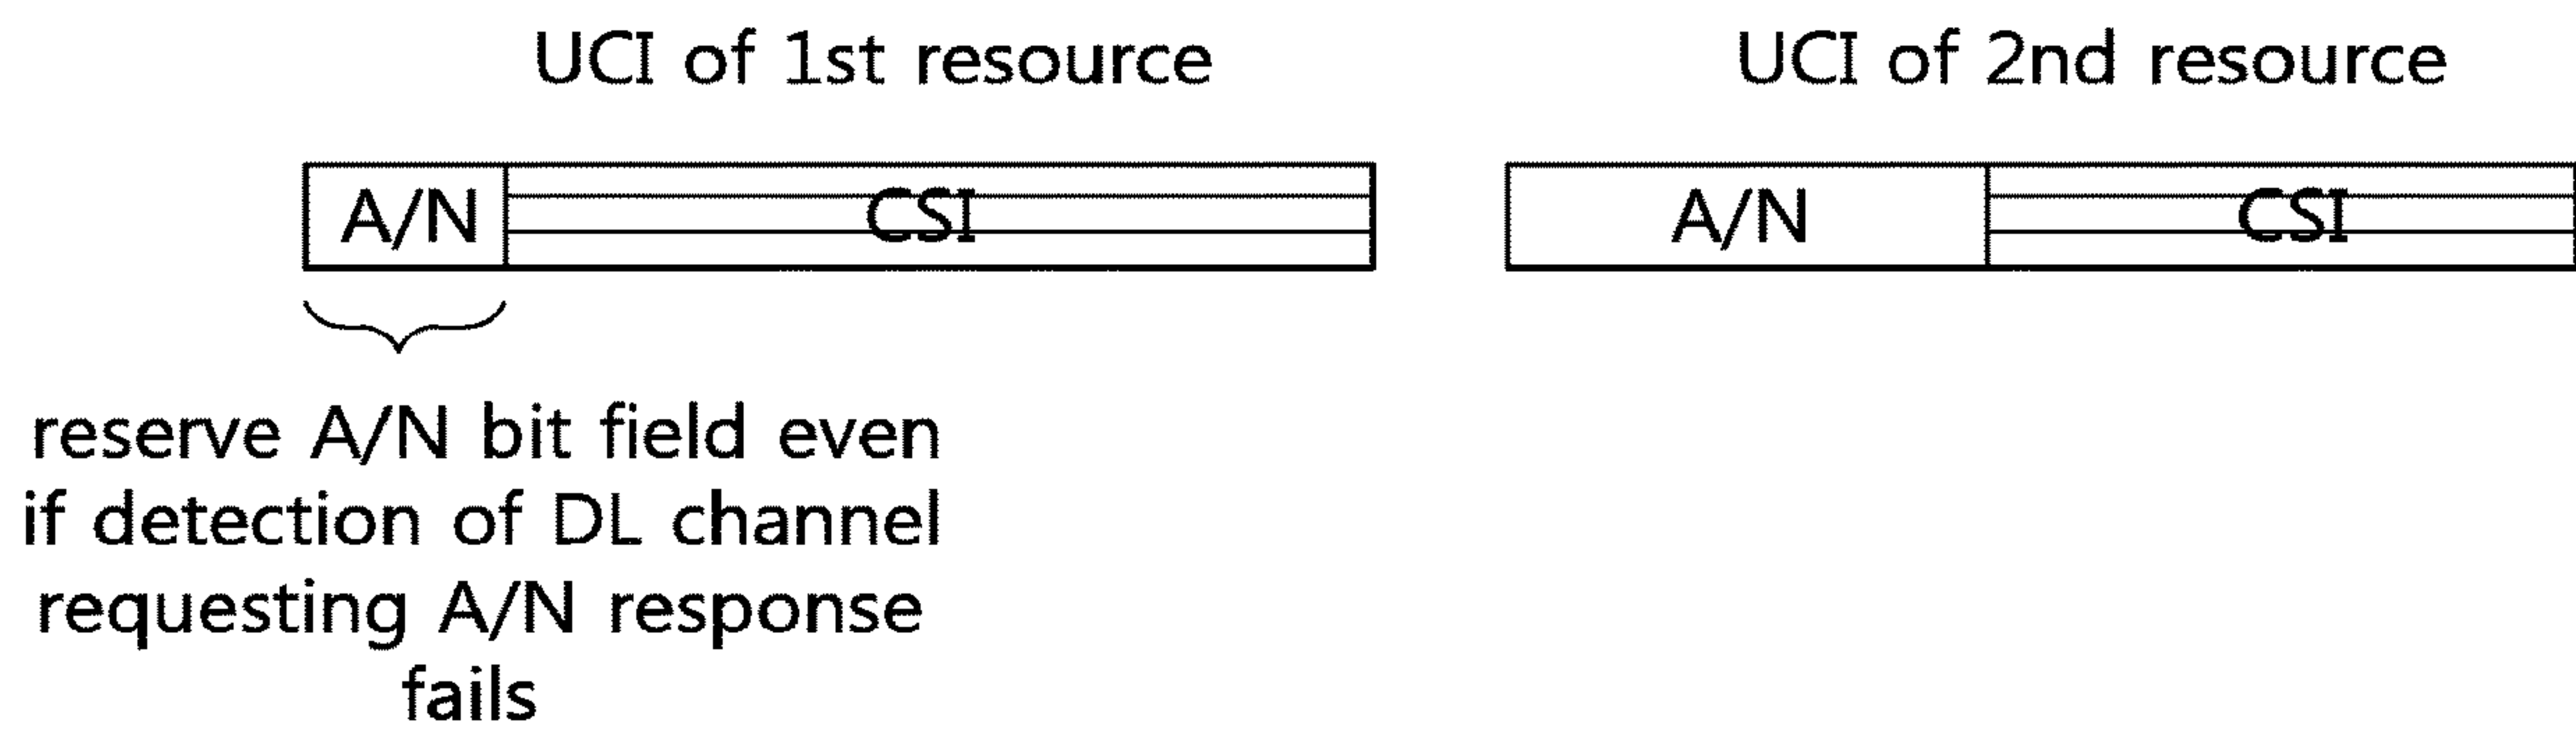 UCI of 1st resource
UCI of 2nd resource
A/N
CSI
A/N
CSI
reserve A/N bit field even
if detection of DL channel
requesting A/N response
fails